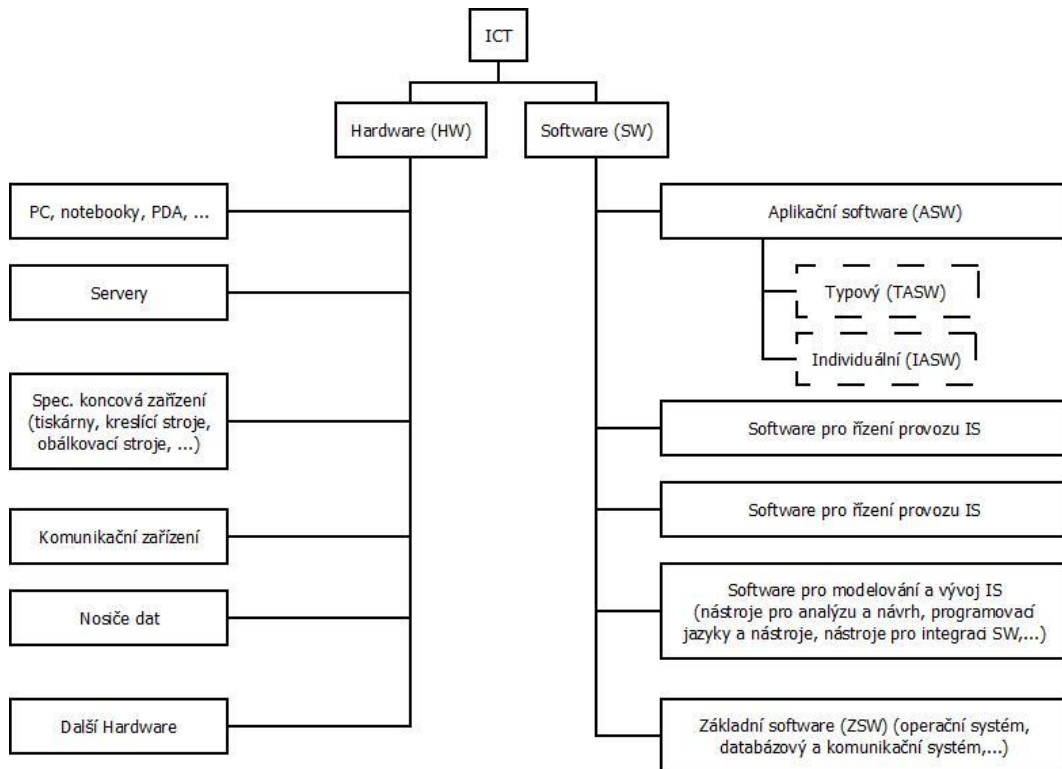 ICT
Hardware (HW)
Software (SW)
PC, notebooky, PDA, ...
Servery
Spec. koncová zařízení
(tiskárny, kreslící stroje,
obálkovací stroje, ...)
Komunikační zařízení
Nosiče dat
Další Hardware
Aplikační software (ASW)
Typový (TASW)
Individuální (IASW)
Software pro řízení provozu IS
Software pro řízení provozu IS
Software pro modelování a vývoj IS
(nástroje pro analýzu a návrh, programovací
jazyky a nástroje, nástroje pro integraci SW,...)
Základní software (ZSW) (operační systém,
databázový a komunikační systém,...)